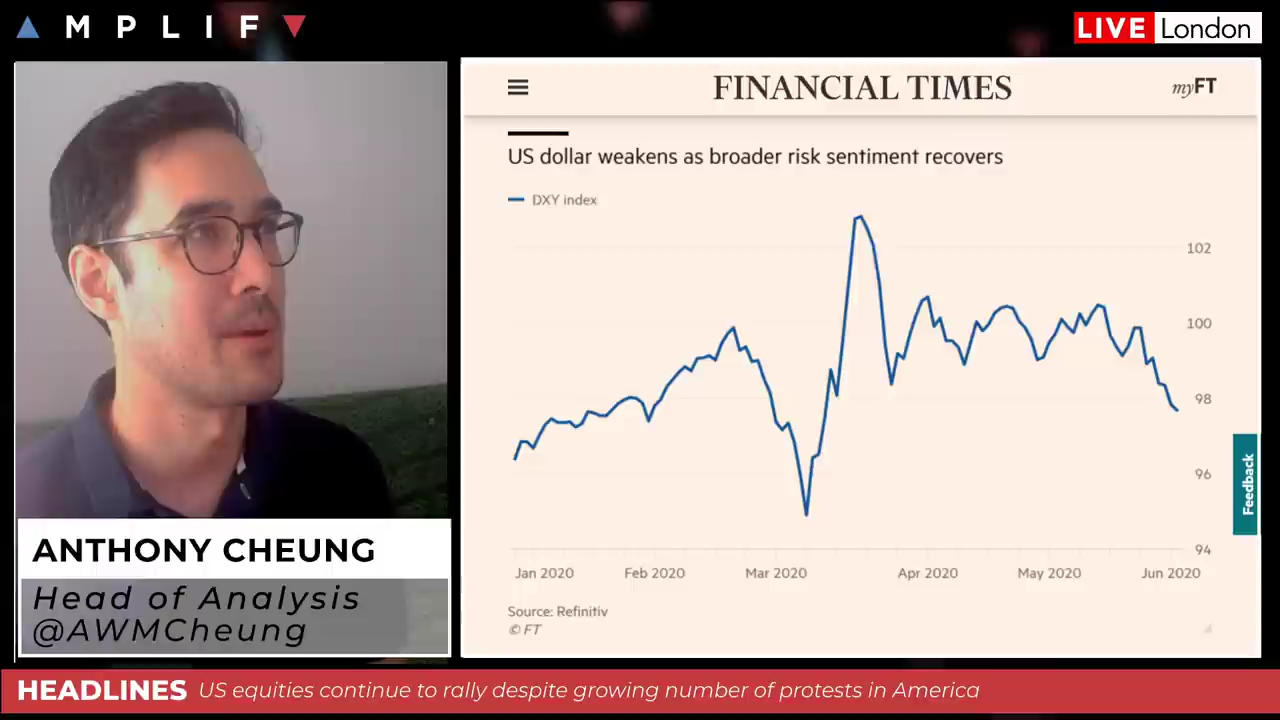 ▲MPLIF▼
LIVE London
FINANCIAL TIMES
myFT
US dollar weakens as broader risk sentiment recovers
DXY index
102
100
98
96
94
Jan 2020 Feb 2020 Mar 2020 Apr 2020 May 2020 Jun 2020
Source: Refinitiv
© FT
Feedback
ANTHONY CHEUNG
Head of Analysis
@AWMCheung
HEADLINES US equities continue to rally despite growing number of protests in America